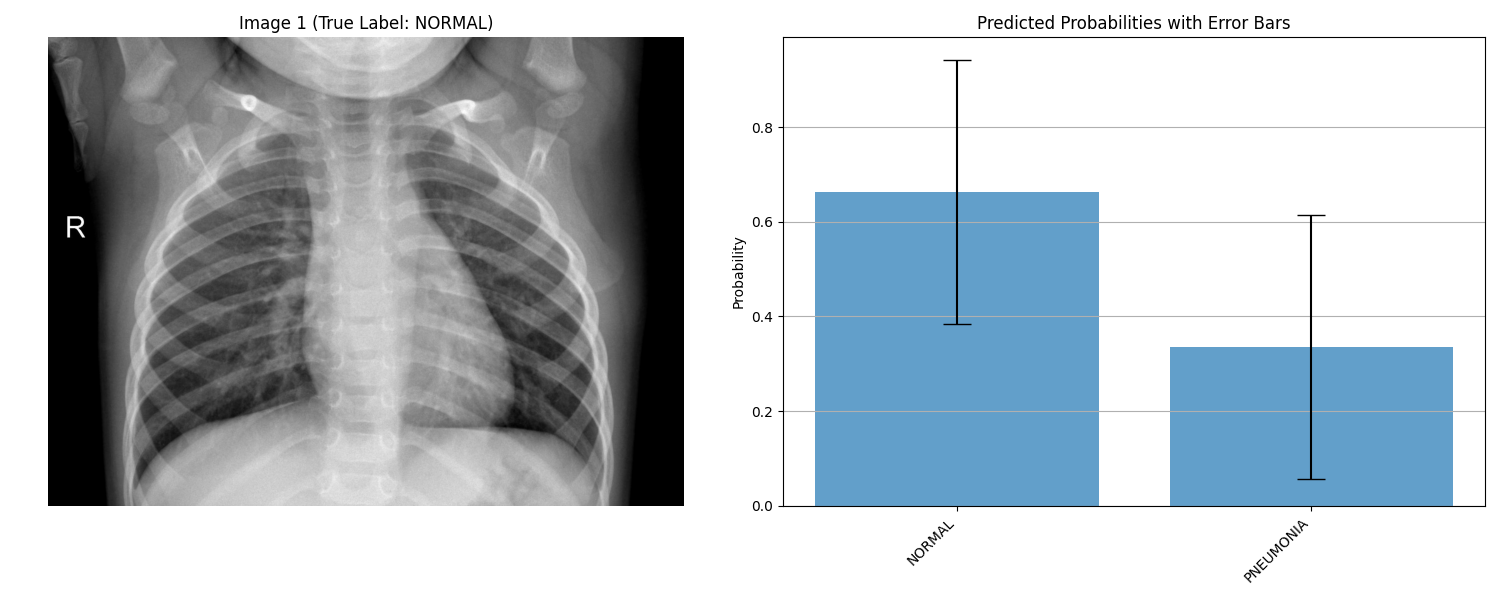 Image 1 (True Label: NORMAL)
R
Predicted Probabilities with Error Bars
Probability
0.8
0.6
0.4
0.2
0.0
NORMAL
PNEUMONIA